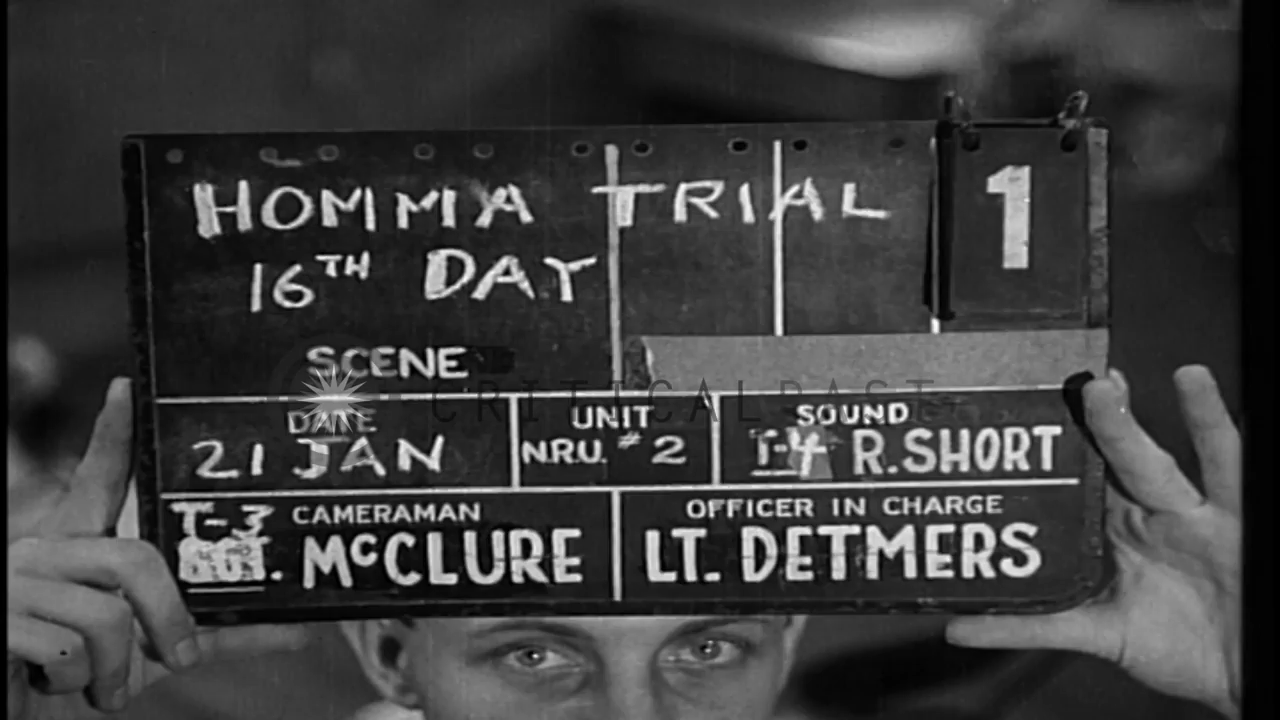 HOMMA TRIAL
1
16TH DAY
SCENE
CRITICALPAST
DATE
21 JAN
UNIT
N.R.U. #2
SOUND
T-4 R.SHORT
T-3 CAMERAMAN
McCLURE
OFFICER IN CHARGE
LT. DETMERS